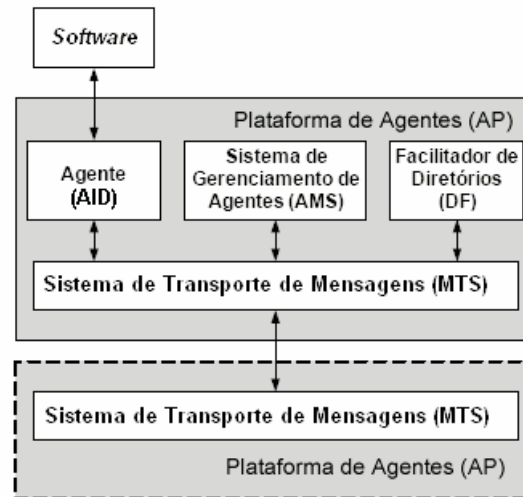 Software
Plataforma de Agentes (AP)
Agente
(AID)
Sistema de
Gerenciamento de
Agentes (AMS)
Facilitador de
Diretórios
(DF)
Sistema de Transporte de Mensagens (MTS)
Sistema de Transporte de Mensagens (MTS)
Plataforma de Agentes (AP)